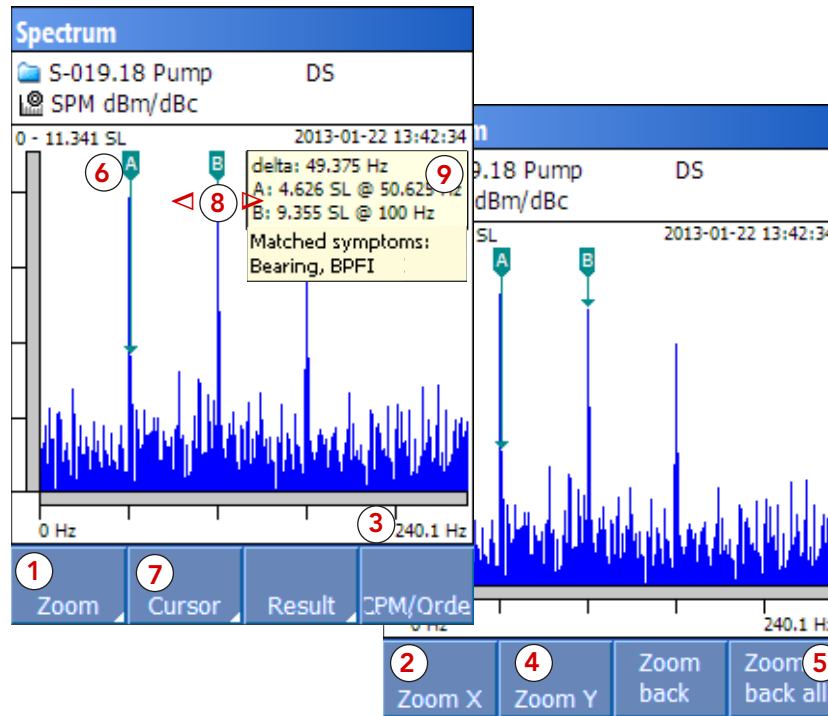 Spectrum
S-019.18 Pump DS
SPM dBm/dBc
0 - 11.341 SL 2013-01-22 13:42:34
6 A B 9
delta: 49.375 Hz
8 A: 4.626 SL @ 50.625 Hz
B: 9.355 SL @ 100 Hz
Matched symptoms:
Bearing, BPFI
3
0 Hz 240.1 Hz
1 7
Zoom Cursor Result CPM/Orde
m
9.18 Pump DS
dBm/dBc
SL 2013-01-22 13:42:34
A B
0 Hz 240.1 Hz
2 4 5
Zoom X Zoom Y Zoom back Zoom back all